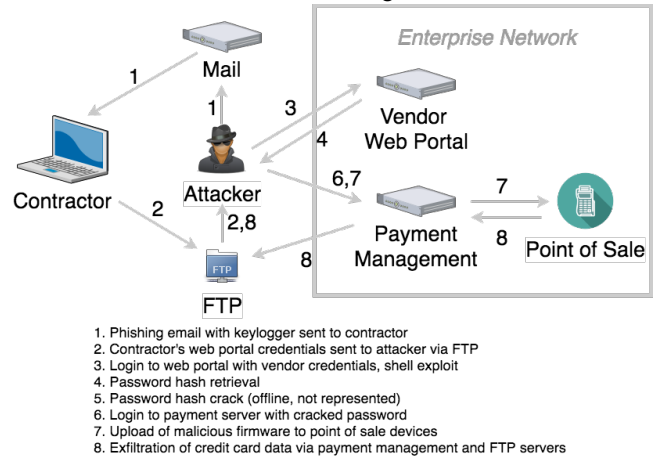 Enterprise Network
Mail
1
1
3
4
Vendor
Web Portal
Contractor
Attacker
6,7
7
2
2,8
Payment
Management
8
Point of Sale
8
FTP
FTP
1. Phishing email with keylogger sent to contractor
2. Contractor's web portal credentials sent to attacker via FTP
3. Login to web portal with vendor credentials, shell exploit
4. Password hash retrieval
5. Password hash crack (offline, not represented)
6. Login to payment server with cracked password
7. Upload of malicious firmware to point of sale devices
8. Exfiltration of credit card data via payment management and FTP servers